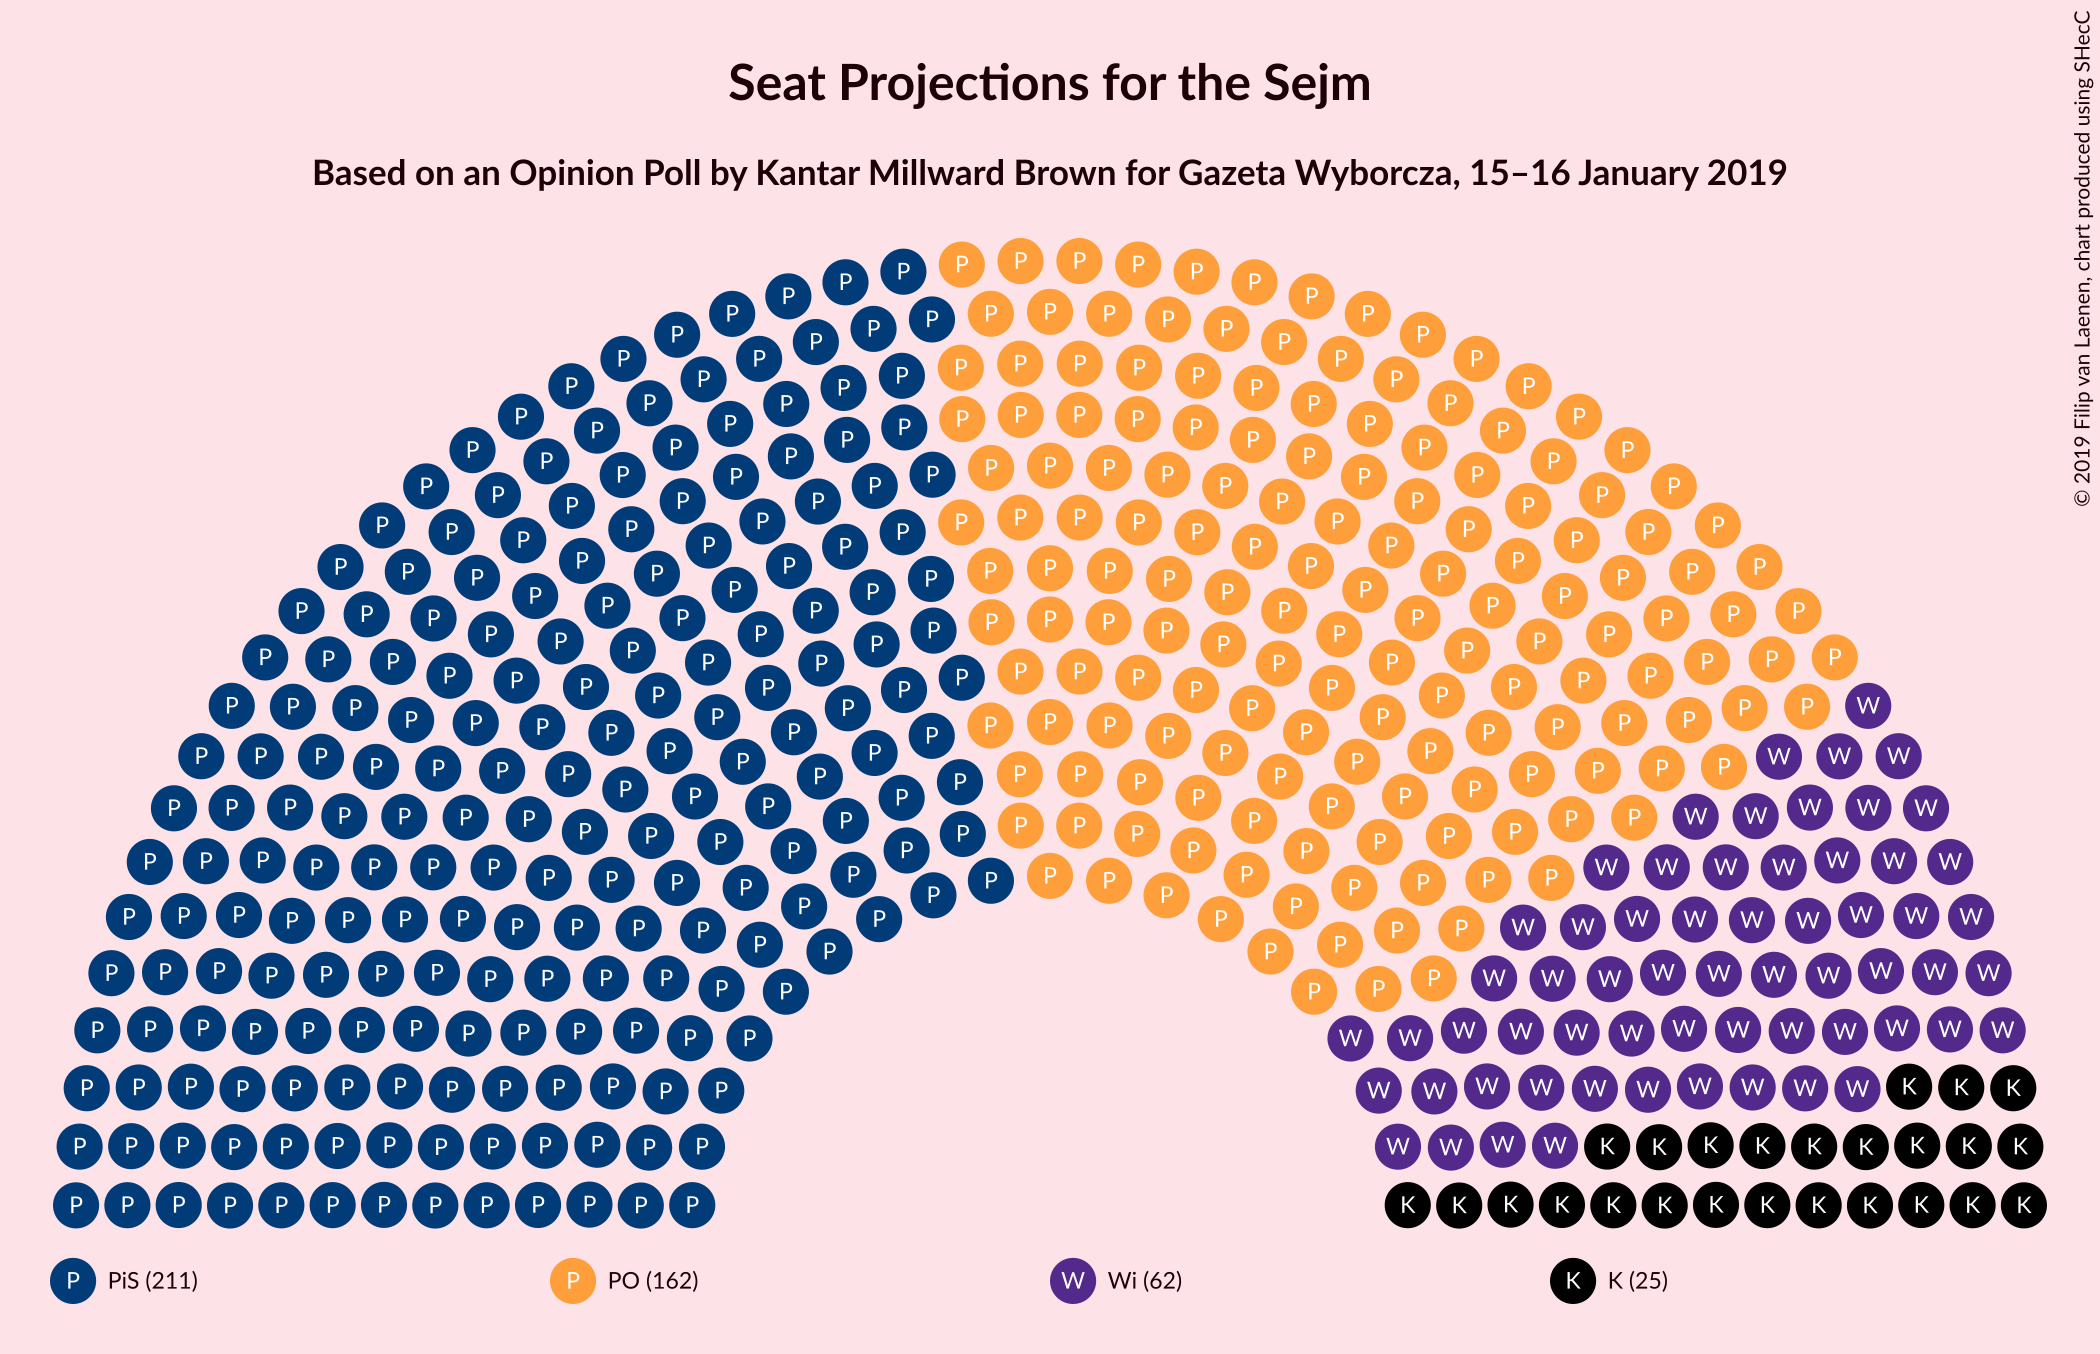 Seat Projections for the Sejm
Based on an Opinion Poll by Kantar Millward Brown for Gazeta Wyborcza, 15–16 January 2019
© 2019 Filip van Laenen, chart produced using SHecC
P PiS (211)
P PO (162)
W Wi (62)
K K (25)